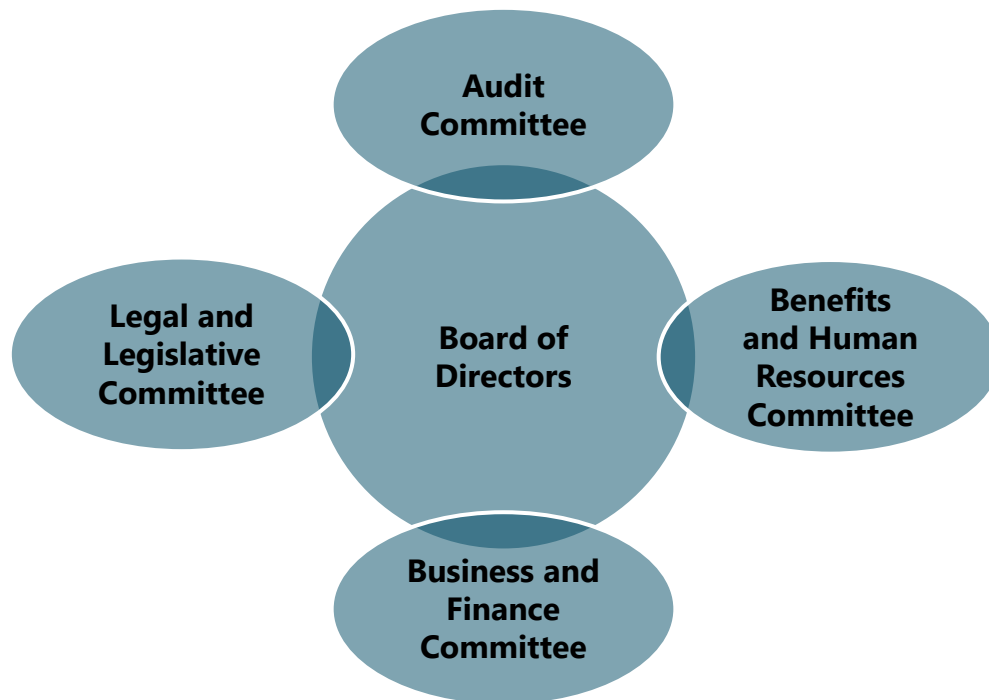 Audit
Committee
Legal and
Legislative
Committee
Board of
Directors
Benefits
and Human
Resources
Committee
Business and
Finance
Committee